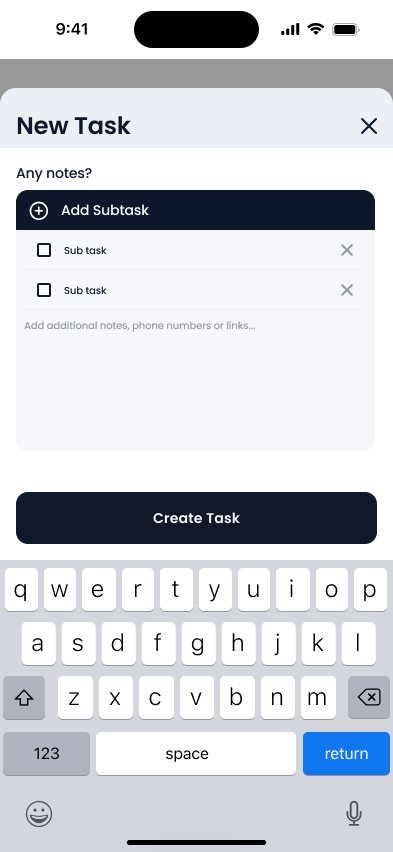 9:41
New Task
Any notes?
Add Subtask
Sub task
Sub task
Add additional notes, phone numbers or links...
Create Task
q w e r t y u i o p
a s d f g h j k l
z x c v b n m
123 space return